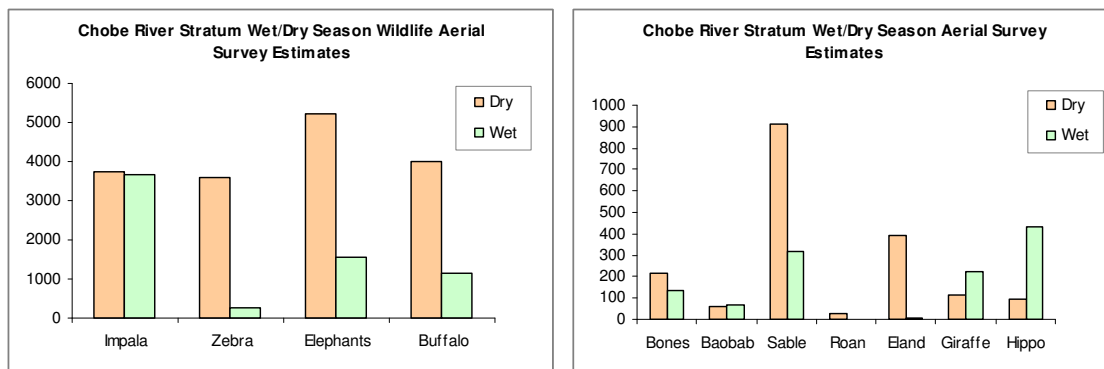 Chobe River Stratum Wet/Dry Season Wildlife Aerial
Survey Estimates
6000
5000
4000
3000
2000
1000
0
Dry
Wet
Impala Zebra Elephants Buffalo
Chobe River Stratum Wet/Dry Season Aerial Survey
Estimates
1000
900
800
700
600
500
400
300
200
100
0
Dry
Wet
Bones Baobab Sable Roan Eland Giraffe Hippo